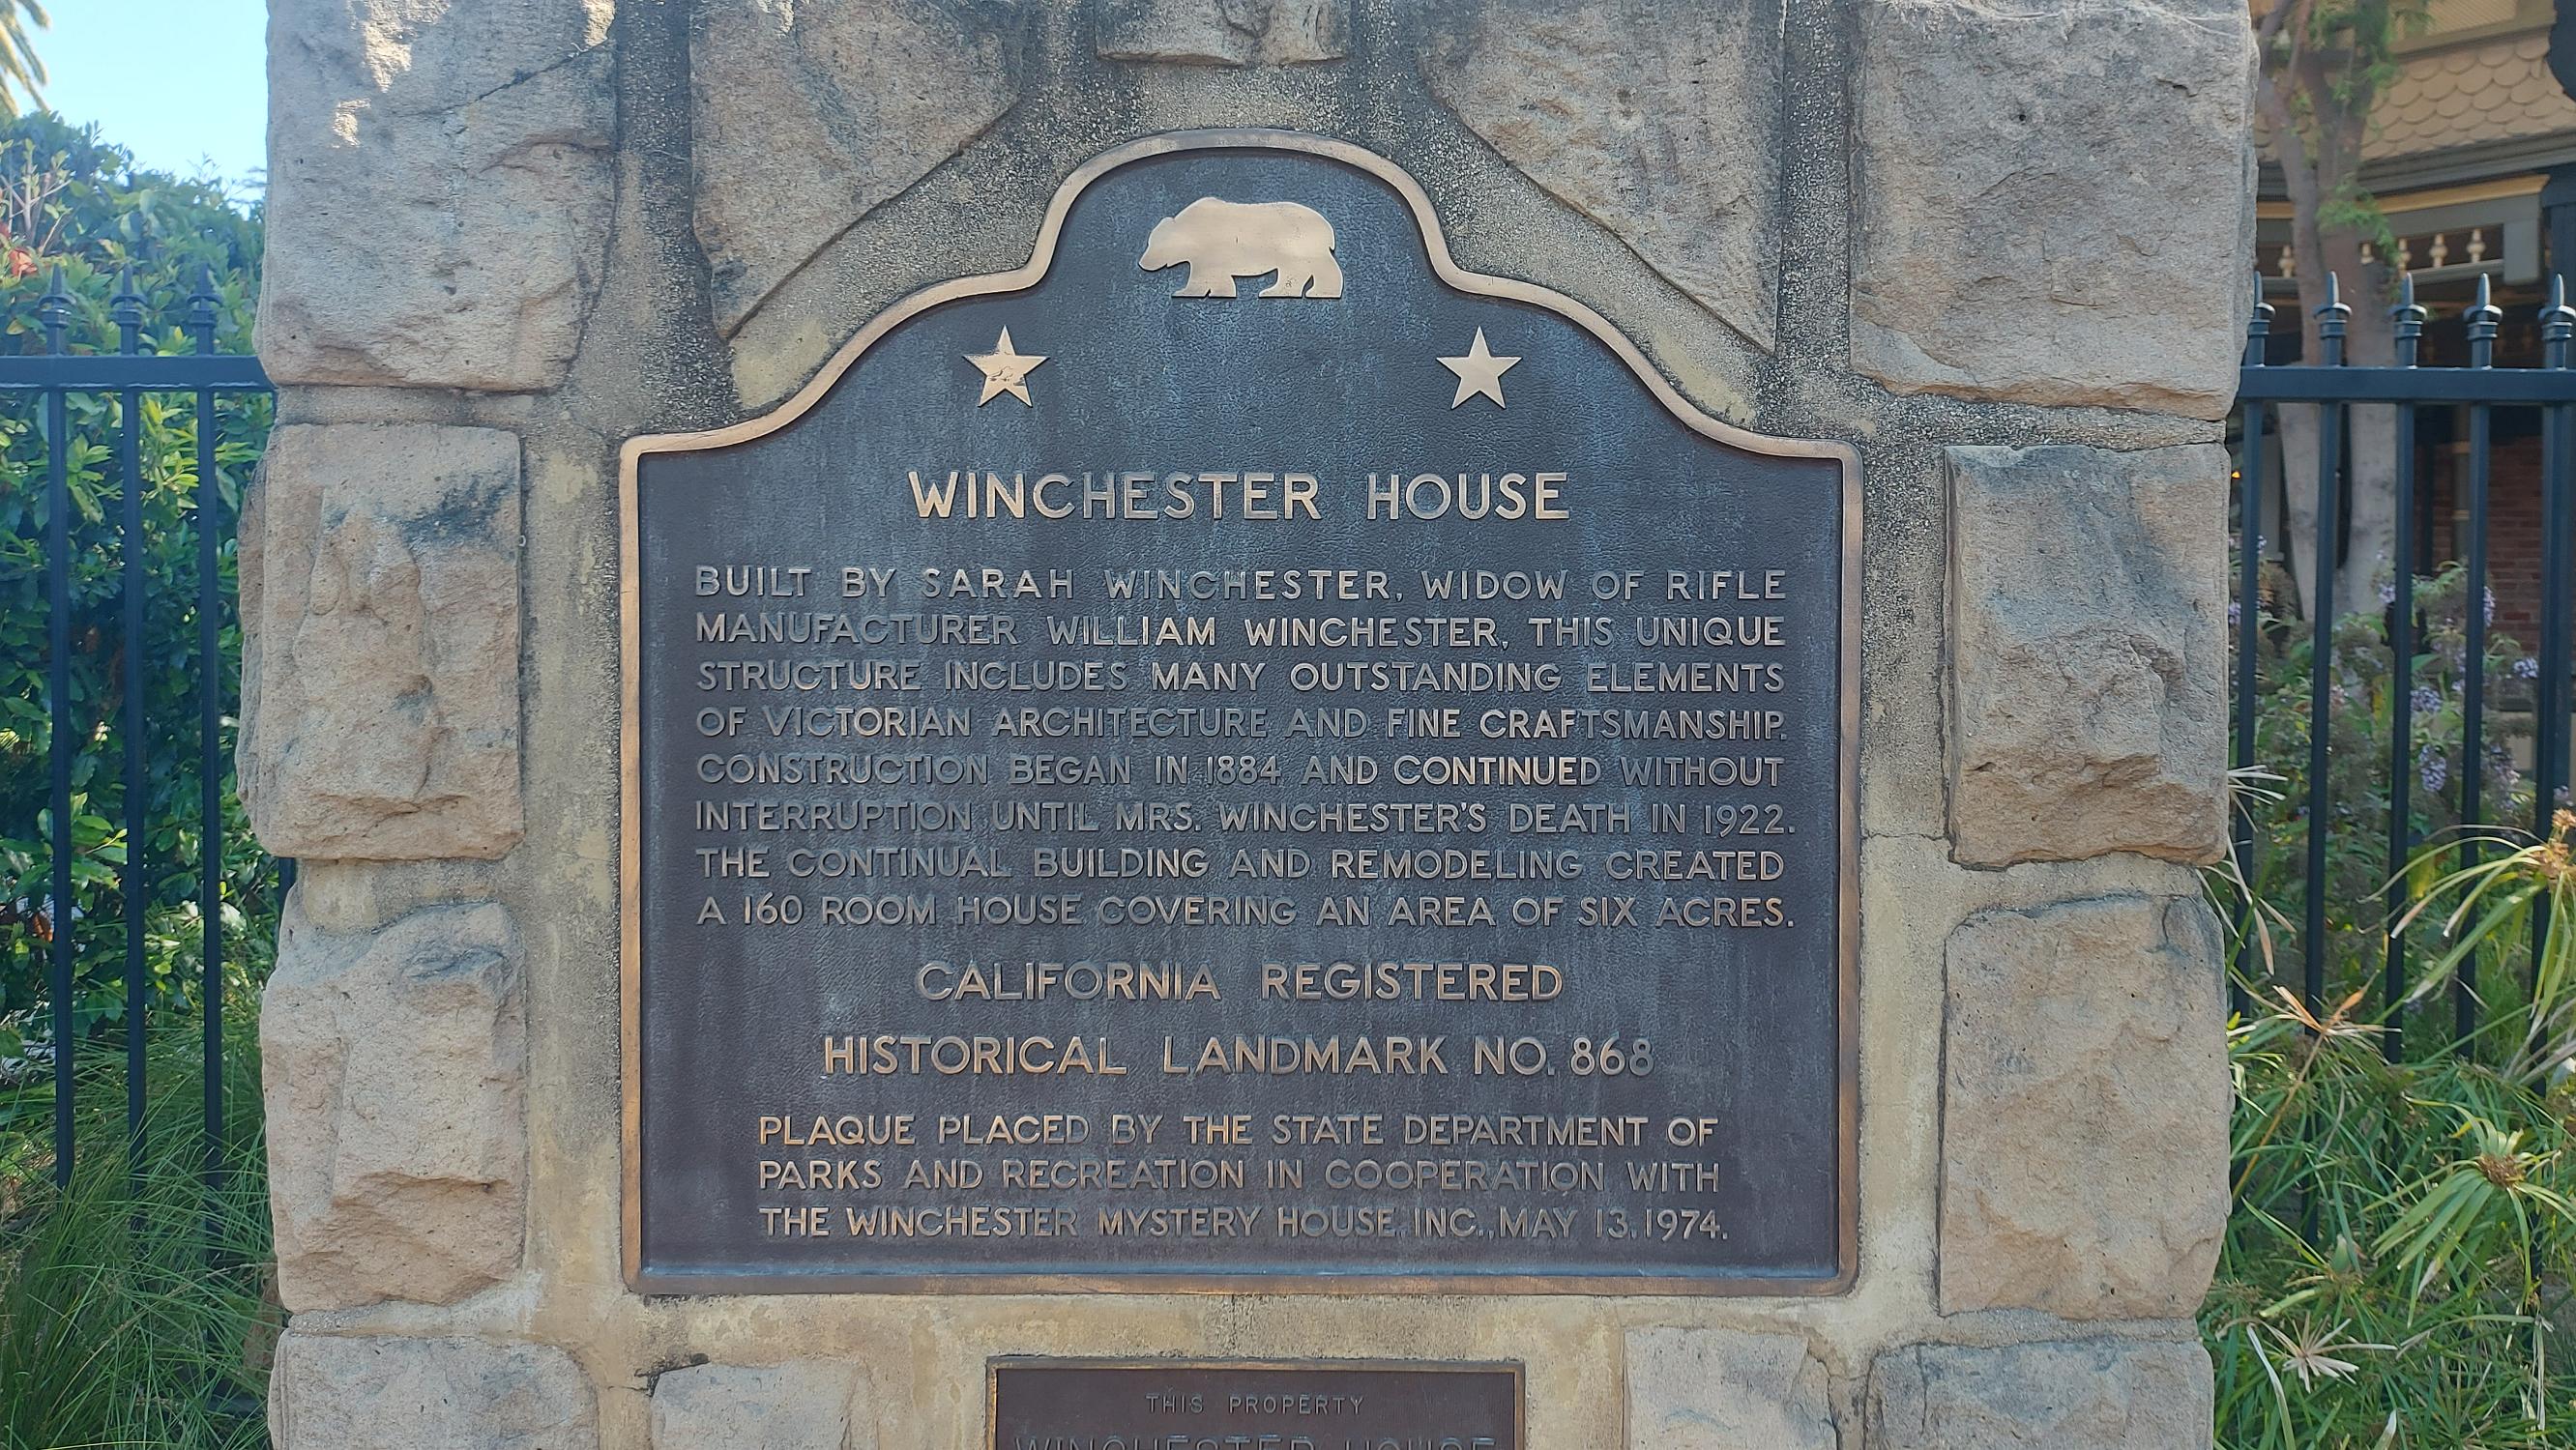 WINCHESTER HOUSE
BUILT BY SARAH WINCHESTER, WIDOW OF RIFLE
MANUFACTURER WILLIAM WINCHESTER, THIS UNIQUE
STRUCTURE INCLUDES MANY OUTSTANDING ELEMENTS
OF VICTORIAN ARCHITECTURE AND FINE CRAFTSMANSHIP.
CONSTRUCTION BEGAN IN 1884 AND CONTINUED WITHOUT
INTERRUPTION UNTIL MRS. WINCHESTER'S DEATH IN 1922.
THE CONTINUAL BUILDING AND REMODELING CREATED
A 160 ROOM HOUSE COVERING AN AREA OF SIX ACRES.
CALIFORNIA REGISTERED
HISTORICAL LANDMARK NO. 868
PLAQUE PLACED BY THE STATE DEPARTMENT OF
PARKS AND RECREATION IN COOPERATION WITH
THE WINCHESTER MYSTERY HOUSE, INC., MAY 13, 1974.
THIS PROPERTY
WINCHESTER HOUSE